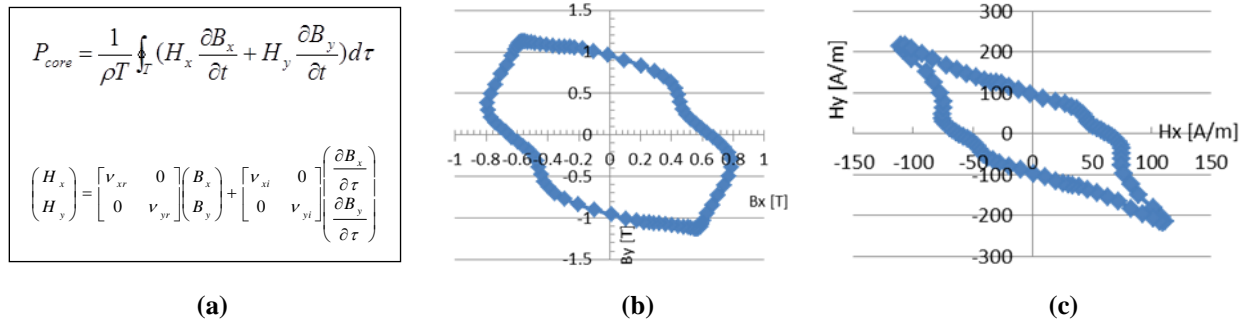 P_core = 1/(ρT) ∮_T (H_x ∂B_x/∂t + H_y ∂B_y/∂t) dτ
(H_x H_y) = [ν_xr 0 0 ν_yr] (B_x B_y) + [ν_xi 0 0 ν_yi] (∂B_x/∂τ ∂B_y/∂τ)
(a)
1.5
1
0.5
0
-0.5
-1
-1.5
-1 -0.8 -0.6 -0.4 -0.2 0 0.2 0.4 0.6 0.8 1
Bx [T]
By [T]
(b)
Hy [A/m]
300
200
100
0
-100
-200
-300
-150 -100 -50 0 50 100 150
Hx [A/m]
(c)